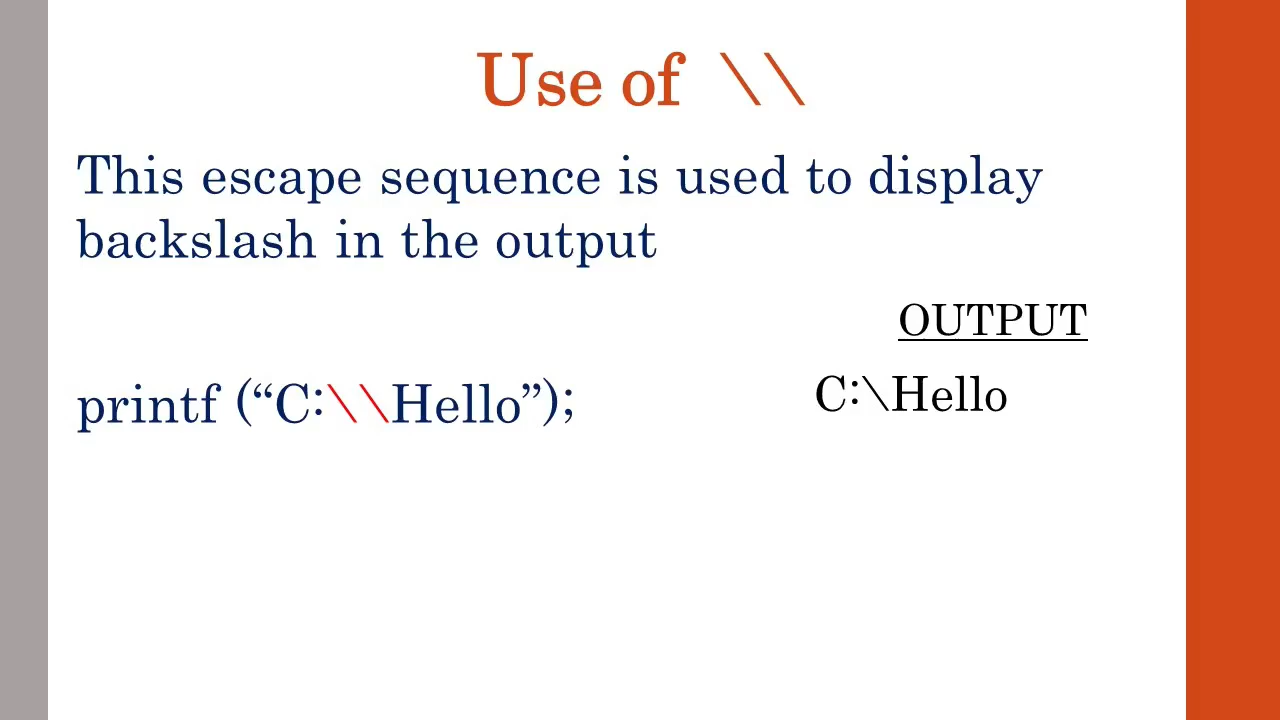 Use of \\
This escape sequence is used to display
backslash in the output
OUTPUT
printf (“C:\\Hello”);
C:\Hello